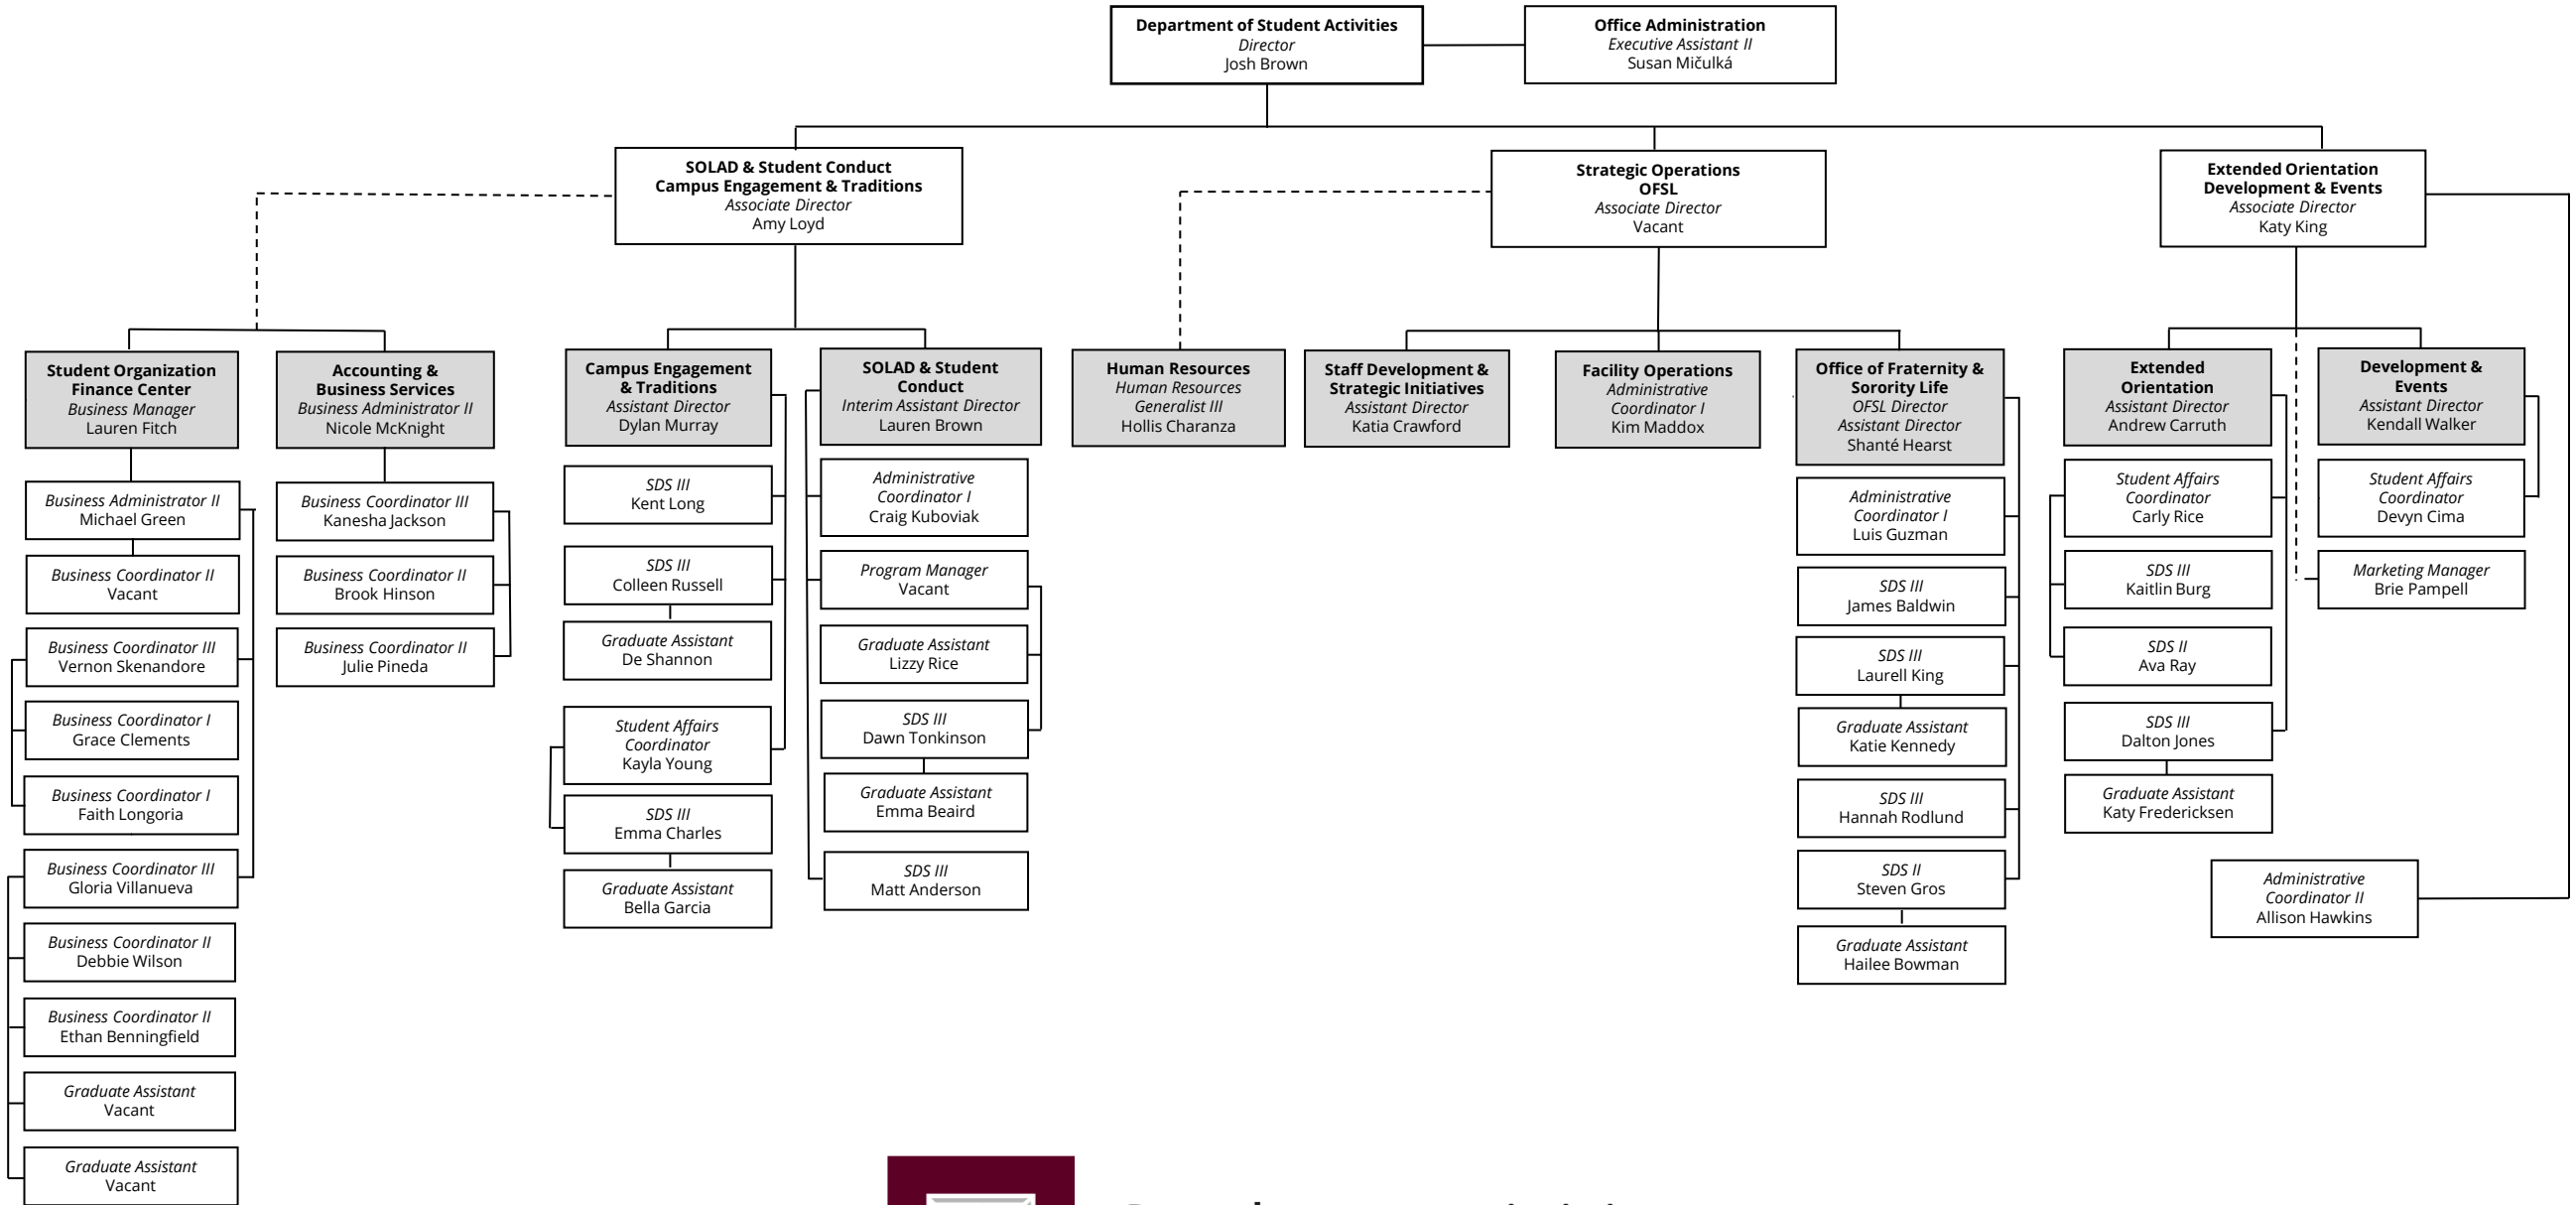 Department of Student Activities
Director
Josh Brown
Office Administration
Executive Assistant II
Susan Mičulká
SOLAD & Student Conduct
Campus Engagement & Traditions
Associate Director
Amy Loyd
Strategic Operations
OFSL
Associate Director
Vacant
Extended Orientation
Development & Events
Associate Director
Katy King
Student Organization
Finance Center
Business Manager
Lauren Fitch
Business Administrator II
Michael Green
Business Coordinator II
Vacant
Business Coordinator III
Vernon Skenandore
Business Coordinator I
Grace Clements
Business Coordinator I
Faith Longoria
Business Coordinator III
Gloria Villanueva
Business Coordinator II
Debbie Wilson
Business Coordinator II
Ethan Benningfield
Graduate Assistant
Vacant
Graduate Assistant
Vacant
Accounting &
Business Services
Business Administrator II
Nicole McKnight
Business Coordinator III
Kanesha Jackson
Business Coordinator II
Brook Hinson
Business Coordinator II
Julie Pineda
Campus Engagement
& Traditions
Assistant Director
Dylan Murray
SDS III
Kent Long
SDS III
Colleen Russell
Graduate Assistant
De Shannon
Student Affairs
Coordinator
Kayla Young
SDS III
Emma Charles
Graduate Assistant
Bella Garcia
SOLAD & Student
Conduct
Interim Assistant Director
Lauren Brown
Administrative
Coordinator I
Craig Kuboviak
Program Manager
Vacant
Graduate Assistant
Lizzy Rice
SDS III
Dawn Tonkinson
Graduate Assistant
Emma Beaird
SDS III
Matt Anderson
Human Resources
Human Resources
Generalist III
Hollis Charanza
Staff Development &
Strategic Initiatives
Assistant Director
Katia Crawford
Facility Operations
Administrative
Coordinator I
Kim Maddox
Office of Fraternity &
Sorority Life
OFSL Director
Assistant Director
Shanté Hearst
Administrative
Coordinator I
Luis Guzman
SDS III
James Baldwin
SDS III
Laurell King
Graduate Assistant
Katie Kennedy
SDS III
Hannah Rodlund
SDS II
Steven Gros
Graduate Assistant
Hailee Bowman
Extended
Orientation
Assistant Director
Andrew Carruth
Student Affairs
Coordinator
Carly Rice
SDS III
Kaitlin Burg
SDS II
Ava Ray
SDS III
Dalton Jones
Graduate Assistant
Katy Fredericksen
Development &
Events
Assistant Director
Kendall Walker
Student Affairs
Coordinator
Devyn Cima
Marketing Manager
Brie Pampell
Administrative
Coordinator II
Allison Hawkins